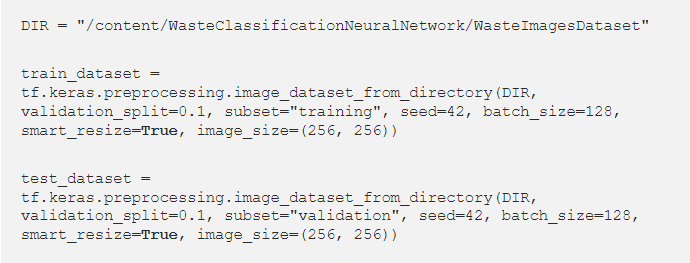 DIR = "/content/WasteClassificationNeuralNetwork/WasteImagesDataset"
train_dataset =
tf.keras.preprocessing.image_dataset_from_directory(DIR,
validation_split=0.1, subset="training", seed=42, batch_size=128,
smart_resize=True, image_size=(256, 256))
test_dataset =
tf.keras.preprocessing.image_dataset_from_directory(DIR,
validation_split=0.1, subset="validation", seed=42, batch_size=128,
smart_resize=True, image_size=(256, 256))